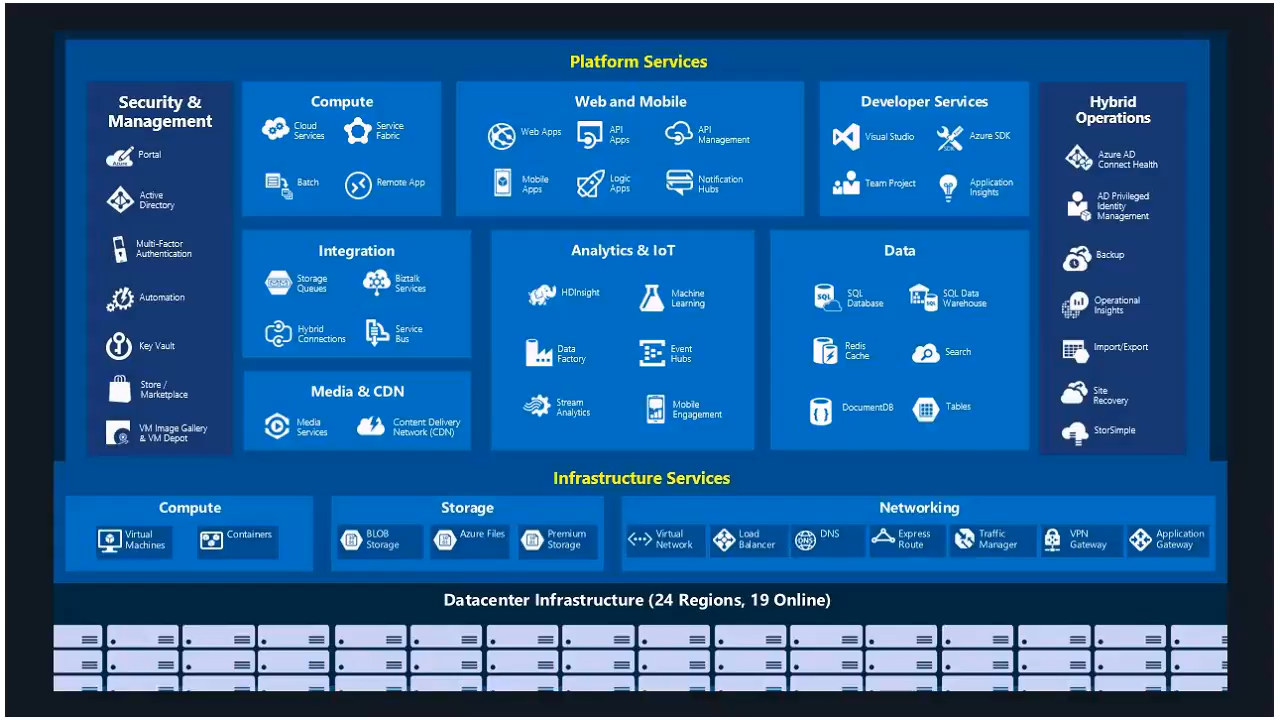 Platform Services
Security &
Management
Portal
Active
Directory
Multi-Factor
Authentication
Automation
Key Vault
Store /
Marketplace
VM Image Gallery
& VM Depot
Compute
Cloud
Services
Service
Fabric
Batch
Remote App
Web and Mobile
Web Apps
API
Apps
API
Management
Mobile
Apps
Logic
Apps
Notification
Hubs
Developer Services
Visual Studio
SDK
Azure SDK
Team Project
Application
Insights
Hybrid
Operations
Azure AD
Connect Health
AD Privileged
Identity
Management
Backup
Operational
Insights
Import/Export
Site
Recovery
StorSimple
Integration
Storage
Queues
Biztalk
Services
Hybrid
Connections
Service
Bus
Media & CDN
Media
Services
Content Delivery
Network (CDN)
Analytics & IoT
HDInsight
Machine
Learning
Data
Factory
Event
Hubs
Stream
Analytics
Mobile
Engagement
Data
SQL
SQL
Database
SQL
SQL Data
Warehouse
Redis
Cache
Search
DocumentDB
Tables
Infrastructure Services
Compute
Virtual
Machines
Containers
Storage
BLOB
Storage
Azure Files
Premium
Storage
Networking
Virtual
Network
Load
Balancer
DNS
DNS
Express
Route
Traffic
Manager
VPN
Gateway
Application
Gateway
Datacenter Infrastructure (24 Regions, 19 Online)